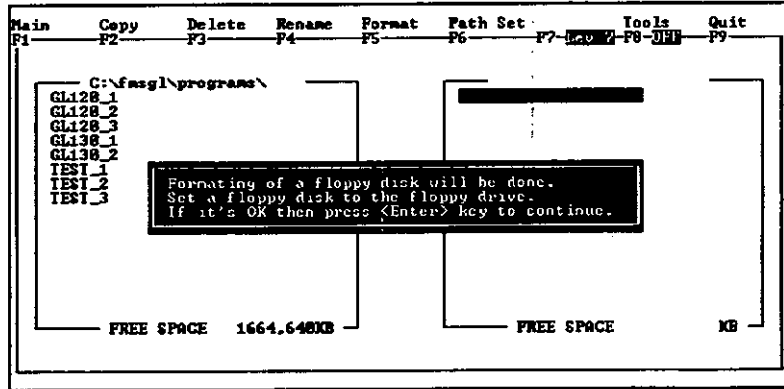 Main Copy Delete Rename Format Path Set Tools Quit
F1 F2 F3 F4 F5 F6 F7 F8 OFF F9
C:\fmsgl\programs\
GL120_1
GL120_2
GL120_3
GL130_1
GL130_2
TEST_1
TEST_2
TEST_3
Formating of a floppy disk will be done.
Set a floppy disk to the floppy drive.
If it's OK then press <Enter> key to continue.
FREE SPACE 1664,640KB
FREE SPACE KB